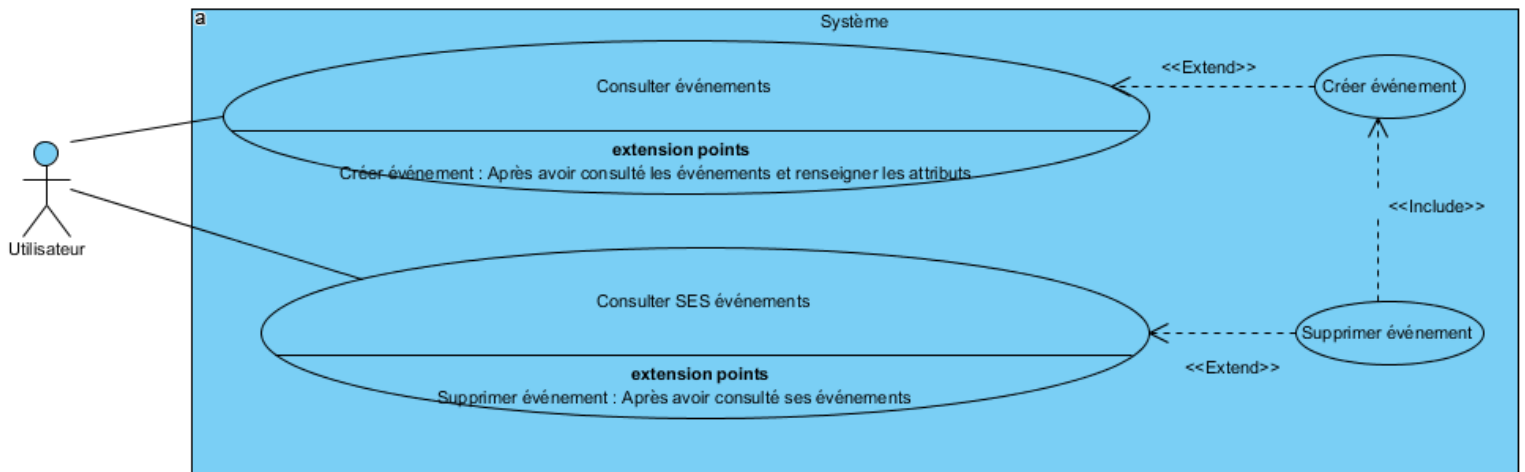 a
Système
Consulter événements
<<Extend>>
Créer événement
extension points
Créer événement : Après avoir consulté les événements et renseigner les attributs
Utilisateur
<<Include>>
Consulter SES événements
Supprimer événement
<<Extend>>
extension points
Supprimer événement : Après avoir consulté ses événements